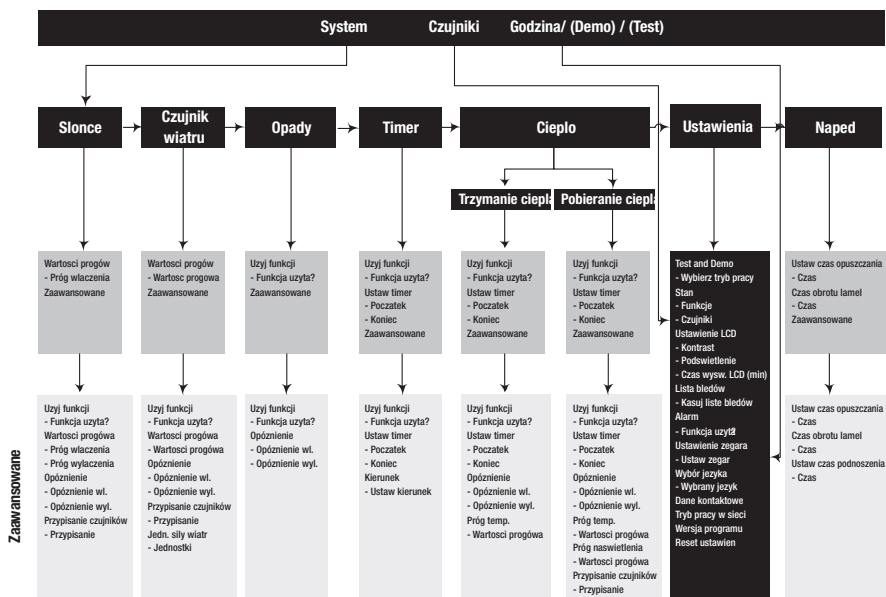 System Czujniki Godzina/ (Demo) / (Test)
Slonce
Czujnik
wiatru
Opady
Timer
Cieplo
Ustawienia
Naped
Trzymanie ciepla
Pobieranie ciepla
Wartosci progów
- Próg wlaczenia
Zaawansowane
Wartosci progów
- Wartosc progowa
Zaawansowane
Uzyj funkcji
- Funkcja uzyta?
Zaawansowane
Uzyj funkcji
- Funkcja uzyta?
Ustaw timer
- Poczatek
- Koniec
Zaawansowane
Uzyj funkcji
- Funkcja uzyta?
Ustaw timer
- Poczatek
- Koniec
Zaawansowane
Uzyj funkcji
- Funkcja uzyta?
Ustaw timer
- Poczatek
- Koniec
Zaawansowane
Test and Demo
- Wybierz tryb pracy
Stan
- Funkcje
- Czujniki
Ustawienie LCD
- Kontrast
- Podswietlenie
- Czas wysw. LCD (min)
Lista bledów
- Kasuj liste bledów
Alarm
- Funkcja uzyta?
Ustawienie zegara
- Ustaw zegar
Wybór jezyka
- Wybrany jezyk
Dane kontaktowe
Tryb pracy w sieci
Wersja programu
Reset ustawien
Ustaw czas opuszczania
- Czas
Czas obrotu lamel
- Czas
Zaawansowane
Zaawansowane
Uzyj funkcji
- Funkcja uzyta?
Wartosci progówa
- Próg wlaczenia
- Próg wylaczenia
Opóznienie
- Opóznienie wl.
- Opóznienie wyl.
Przypisanie czujników
- Przypisanie
Uzyj funkcji
- Funkcja uzyta?
Wartosci progówa
- Wartosci progówa
Opóznienie
- Opóznienie wl.
- Opóznienie wyl.
Przypisanie czujników
- Przypisanie
Jedn. sily wiatr
- Jednostki
Uzyj funkcji
- Funkcja uzyta?
Opóznienie
- Opóznienie wl.
- Opóznienie wyl.
Uzyj funkcji
- Funkcja uzyta?
Ustaw timer
- Poczatek
- Koniec
Kierunek
- Ustaw kierunek
Uzyj funkcji
- Funkcja uzyta?
Ustaw timer
- Poczatek
- Koniec
Opóznienie
- Opóznienie wl.
- Opóznienie wyl.
Próg temp.
- Wartosci progówa
Uzyj funkcji
- Funkcja uzyta?
Ustaw timer
- Poczatek
- Koniec
Opóznienie
- Opóznienie wl.
- Opóznienie wyl.
Próg temp.
- Wartosci progówa
Próg naswietlenia
- Wartosci progówa
Przypisanie czujników
- Przypisanie
Ustaw czas opuszczania
- Czas
Czas obrotu lamel
- Czas
Ustaw czas podnoszenia
- Czas